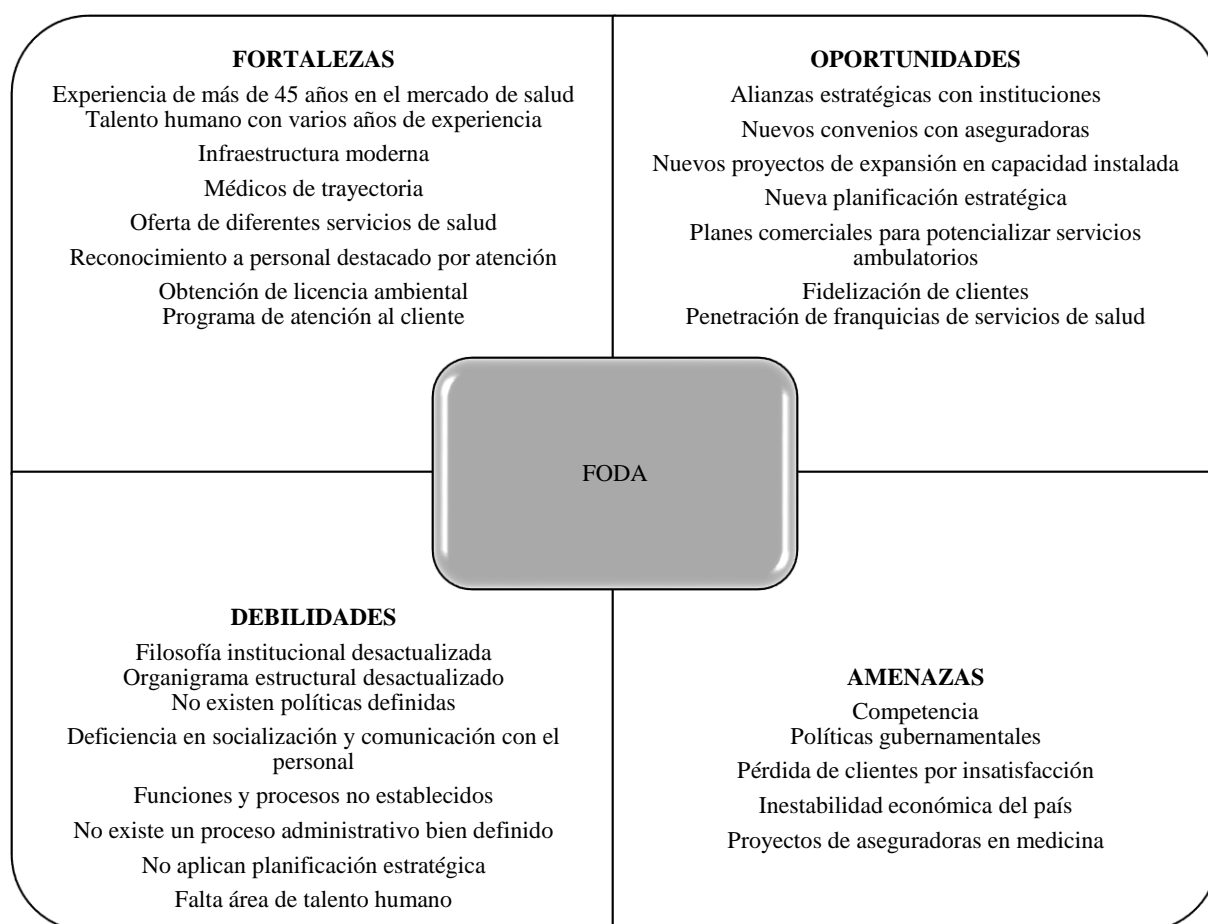 FORTALEZAS
Experiencia de más de 45 años en el mercado de salud
Talento humano con varios años de experiencia
Infraestructura moderna
Médicos de trayectoria
Oferta de diferentes servicios de salud
Reconocimiento a personal destacado por atención
Obtención de licencia ambiental
Programa de atención al cliente
OPORTUNIDADES
Alianzas estratégicas con instituciones
Nuevos convenios con aseguradoras
Nuevos proyectos de expansión en capacidad instalada
Nueva planificación estratégica
Planes comerciales para potencializar servicios
ambulatorios
Fidelización de clientes
Penetración de franquicias de servicios de salud
FODA
DEBILIDADES
Filosofía institucional desactualizada
Organigrama estructural desactualizado
No existen políticas definidas
Deficiencia en socialización y comunicación con el
personal
Funciones y procesos no establecidos
No existe un proceso administrativo bien definido
No aplican planificación estratégica
Falta área de talento humano
AMENAZAS
Competencia
Políticas gubernamentales
Pérdida de clientes por insatisfacción
Inestabilidad económica del país
Proyectos de aseguradoras en medicina